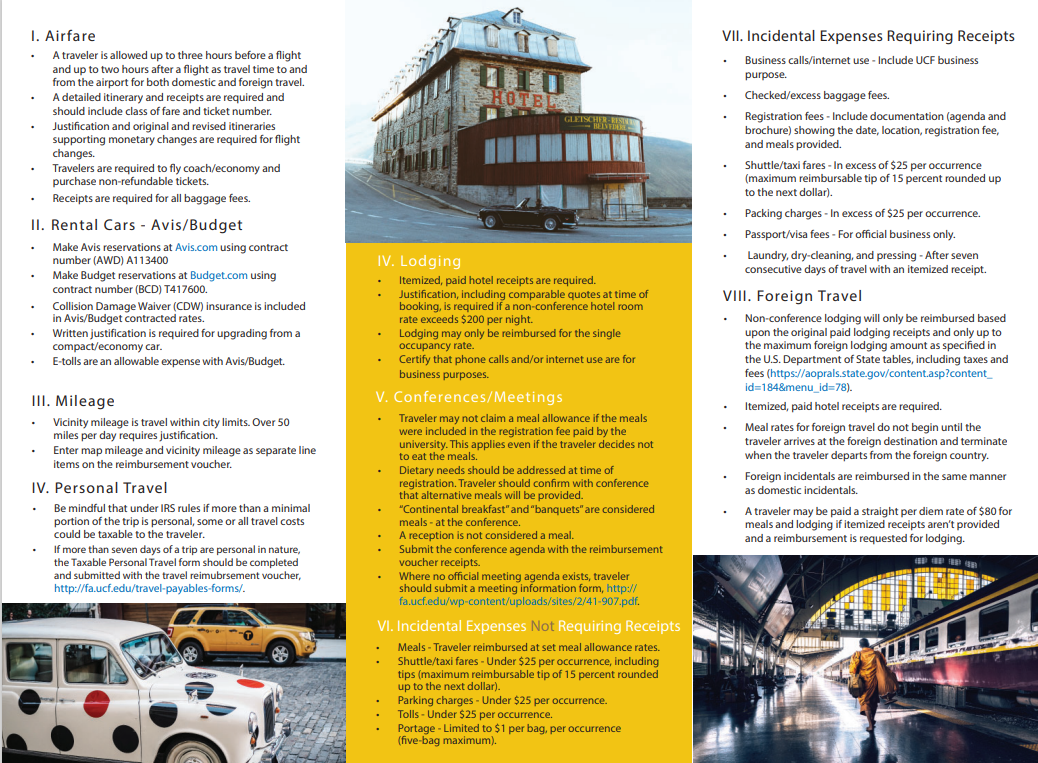 I. Airfare
• A traveler is allowed up to three hours before a flight
and up to two hours after a flight as travel time to and
from the airport for both domestic and foreign travel.
• A detailed itinerary and receipts are required and
should include class of fare and ticket number.
• Justification and original and revised itineraries
supporting monetary changes are required for flight
changes.
• Travelers are required to fly coach/economy and
purchase non-refundable tickets.
• Receipts are required for all baggage fees.
II. Rental Cars - Avis/Budget
• Make Avis reservations at Avis.com using contract
number (AWD) A113400
• Make Budget reservations at Budget.com using
contract number (BCD) T417600.
• Collision Damage Waiver (CDW) insurance is included
in Avis/Budget contracted rates.
• Written justification is required for upgrading from a
compact/economy car.
• E-tolls are an allowable expense with Avis/Budget.
III. Mileage
• Vicinity mileage is travel within city limits. Over 50
miles per day requires justification.
• Enter map mileage and vicinity mileage as separate line
items on the reimbursement voucher.
IV. Personal Travel
• Be mindful that under IRS rules if more than a minimal
portion of the trip is personal, some or all travel costs
could be taxable to the traveler.
• If more than seven days of a trip are personal in nature,
the Taxable Personal Travel form should be completed
and submitted with the travel reimubrsement voucher,
http://fa.ucf.edu/travel-payables-forms/.
T
HOTEL
GLETSCHER-RESTAU
BELVEDERE
IV. Lodging
• Itemized, paid hotel receipts are required.
• Justification, including comparable quotes at time of
booking, is required if a non-conference hotel room
rate exceeds $200 per night.
• Lodging may only be reimbursed for the single
occupancy rate.
• Certify that phone calls and/or internet use are for
business purposes.
V. Conferences/Meetings
• Traveler may not claim a meal allowance if the meals
were included in the registration fee paid by the
university. This applies even if the traveler decides not
to eat the meals.
• Dietary needs should be addressed at time of
registration. Traveler should confirm with conference
that alternative meals will be provided.
• "Continental breakfast" and "banquets" are considered
meals - at the conference.
• A reception is not considered a meal.
• Submit the conference agenda with the reimbursement
voucher receipts.
• Where no official meeting agenda exists, traveler
should submit a meeting information form, http://
fa.ucf.edu/wp-content/uploads/sites/2/41-907.pdf.
VI. Incidental Expenses Not Requiring Receipts
• Meals - Traveler reimbursed at set meal allowance rates.
• Shuttle/taxi fares - Under $25 per occurrence, including
tips (maximum reimbursable tip of 15 percent rounded
up to the next dollar).
• Parking charges - Under $25 per occurrence.
• Tolls - Under $25 per occurrence.
• Portage - Limited to $1 per bag, per occurrence
(five-bag maximum).
VII. Incidental Expenses Requiring Receipts
• Business calls/internet use - Include UCF business
purpose.
• Checked/excess baggage fees.
• Registration fees - Include documentation (agenda and
brochure) showing the date, location, registration fee,
and meals provided.
• Shuttle/taxi fares - In excess of $25 per occurrence
(maximum reimbursable tip of 15 percent rounded up
to the next dollar).
• Packing charges - In excess of $25 per occurrence.
• Passport/visa fees - For official business only.
• Laundry, dry-cleaning, and pressing - After seven
consecutive days of travel with an itemized receipt.
VIII. Foreign Travel
• Non-conference lodging will only be reimbursed based
upon the original paid lodging receipts and only up to
the maximum foreign lodging amount as specified in
the U.S. Department of State tables, including taxes and
fees (https://aoprals.state.gov/content.asp?content_
id=184&menu_id=78).
• Itemized, paid hotel receipts are required.
• Meal rates for foreign travel do not begin until the
traveler arrives at the foreign destination and terminate
when the traveler departs from the foreign country.
• Foreign incidentals are reimbursed in the same manner
as domestic incidentals.
• A traveler may be paid a straight per diem rate of $80 for
meals and lodging if itemized receipts aren't provided
and a reimbursement is requested for lodging.